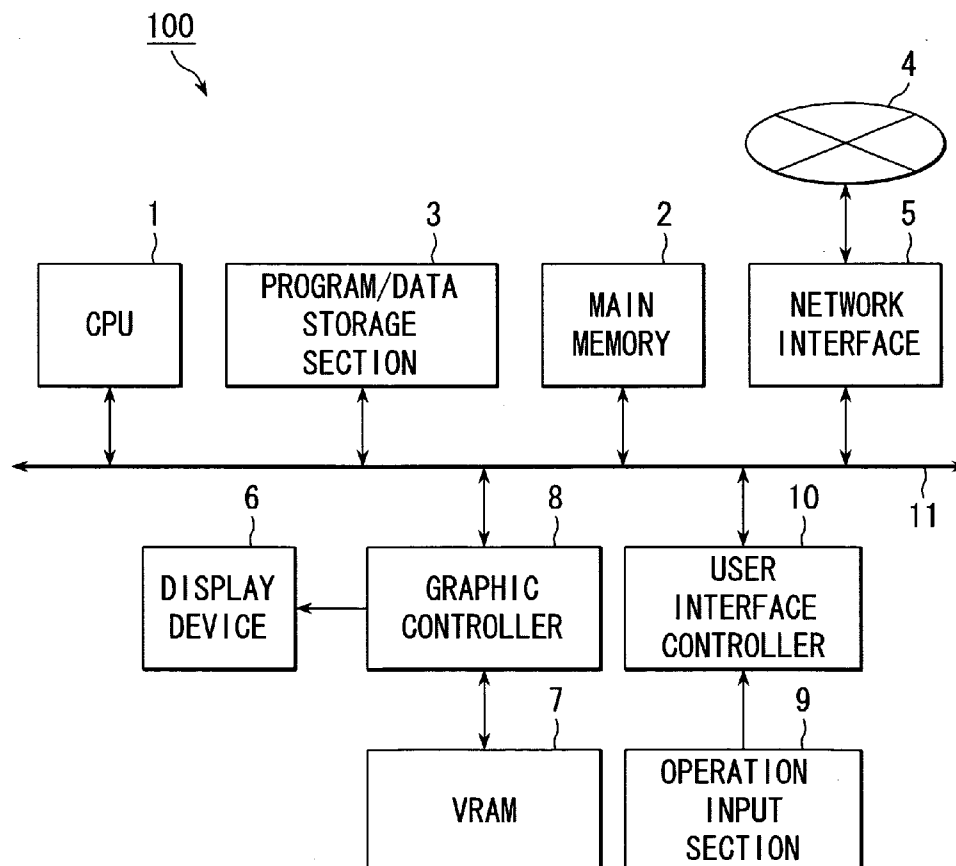 100
4
1
3
2
5
CPU
PROGRAM/DATA
STORAGE
SECTION
MAIN
MEMORY
NETWORK
INTERFACE
11
6
8
10
DISPLAY
DEVICE
GRAPHIC
CONTROLLER
USER
INTERFACE
CONTROLLER
7
9
VRAM
OPERATION
INPUT
SECTION